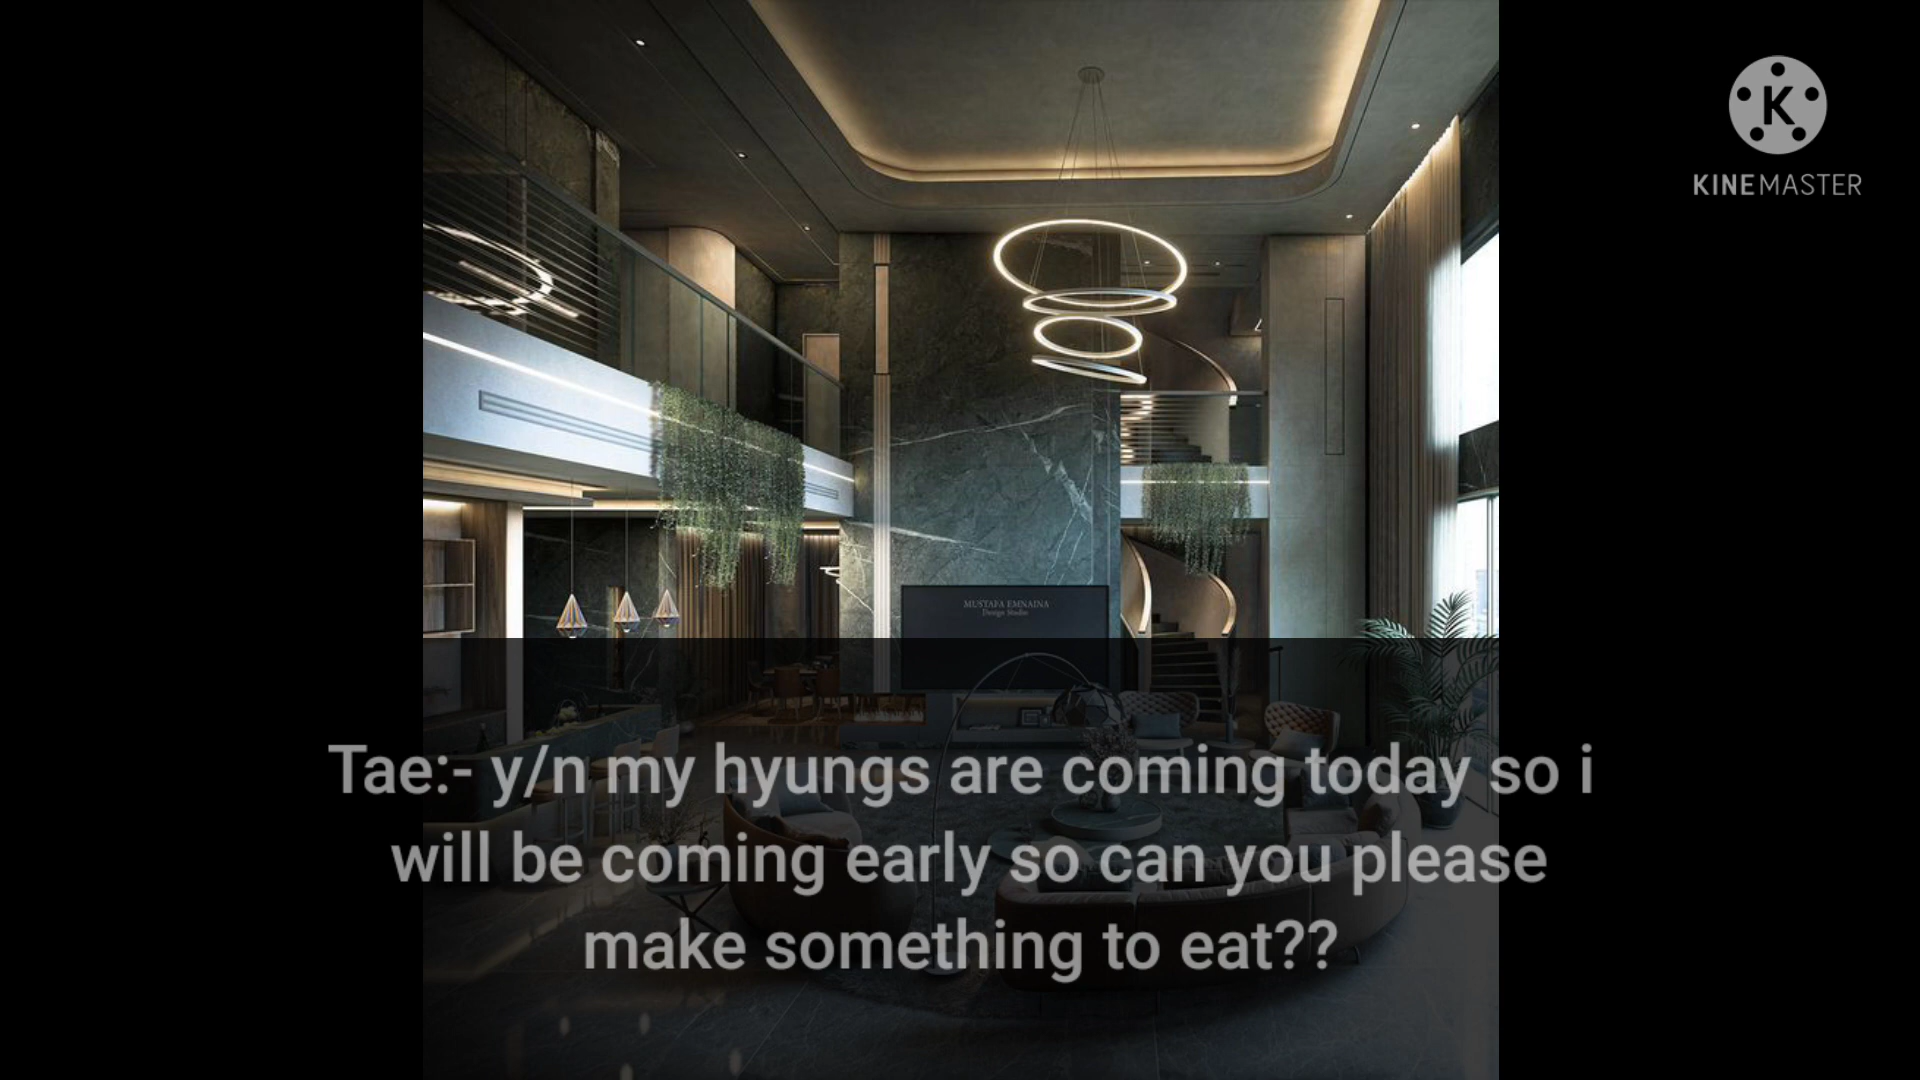 K
KINEMASTER
MUSTAFA EMNAINA
Design Studio
Tae:- y/n my hyungs are coming today so i
will be coming early so can you please
make something to eat??